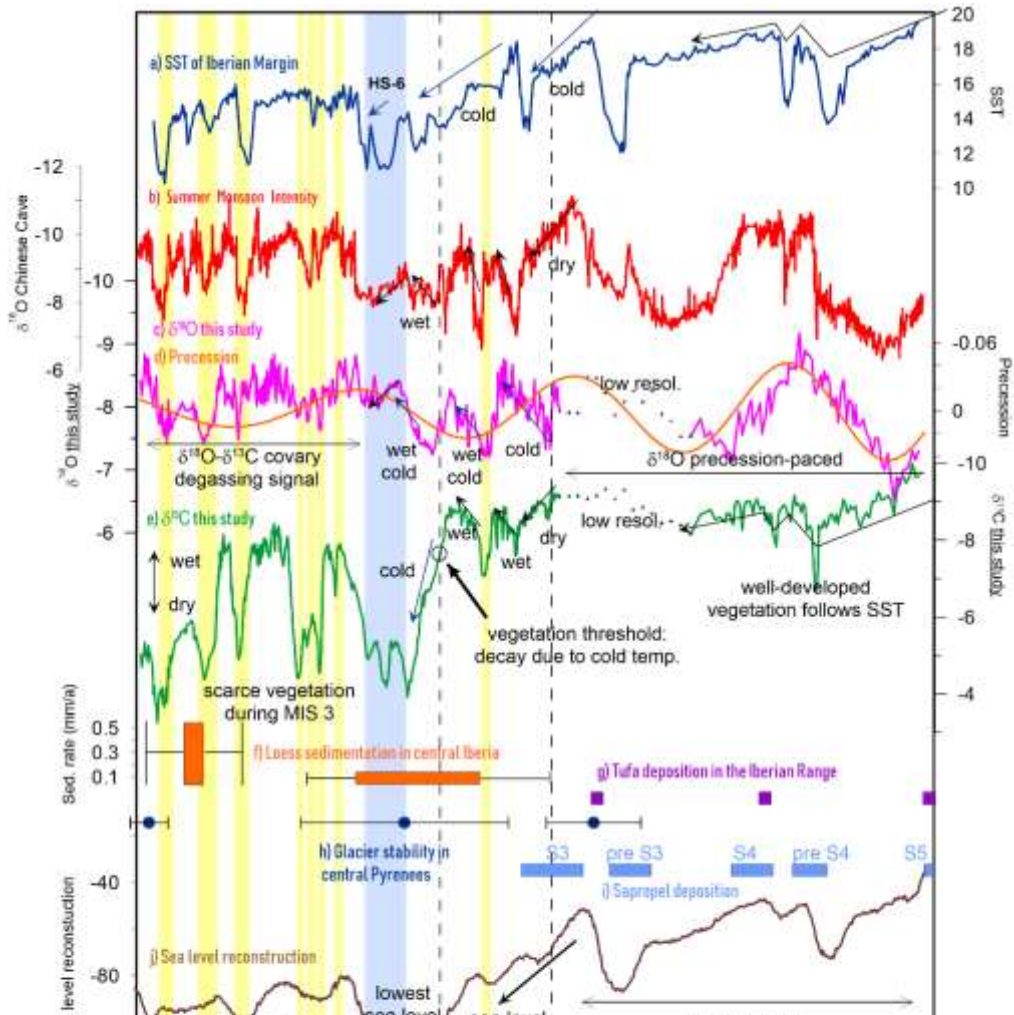 20
a) SST of Iberian Margin
18
HS-6
16
SST
cold
cold
14
12
-12
10
b) Summer Monsoon Intensity
δ18O Chinese Cave
-10
-10
dry
-8
wet
c) δ18O this study
-9
-0.06
d) Precession
-6
low resol.
Precession
-8
0
δ18O this study
wet
cold
wet
cold
cold
δ18O-δ13C covary
degassing signal
δ18O precession-paced
-10
-7
e) δ13C this study
-6
wet
dry
low resol.
δ13C this study
-8
wet
cold
wet
dry
well-developed
vegetation follows SST
-6
vegetation threshold:
decay due to cold temp.
scarce vegetation
during MIS 3
-4
Sed. rate (mm/a)
0.5
0.3
0.1
f) Loess sedimentation in central Iberia
g) Tufa deposition in the Iberian Range
h) Glacier stability in
central Pyrenees
S3
pre S3
S4
pre S4
S5
-40
i) Sapropel deposition
j) Sea level reconstruction
level reconstuction
-80
lowest
sea level
sea level